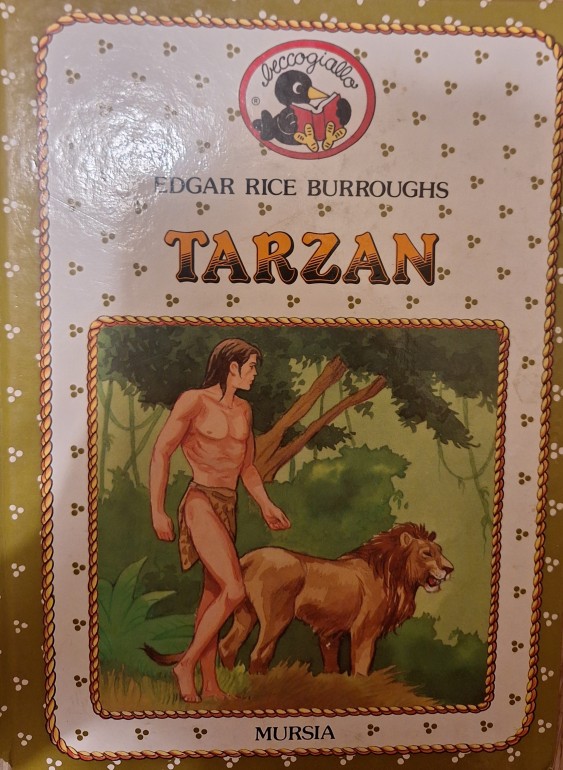 beccogiallo
®
EDGAR RICE BURROUGHS
TARZAN
MURSIA